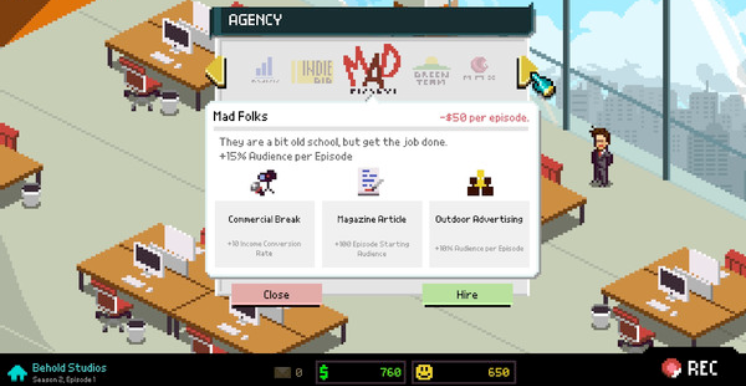 AGENCY
INDIE
MAD
GREEN
TEAM
Mad Folks
-$50 per episode.
They are a bit old school, but get the job done.
+15% Audience per Episode
Commercial Break
Magazine Article
Outdoor Advertising
+10 Income Conversion
Rate
+100 Episode Starting
Audience
+10% Audience per Episode
Close
Hire
Behold Studios
Season 2, Episode 1
0
$ 760
650
REC